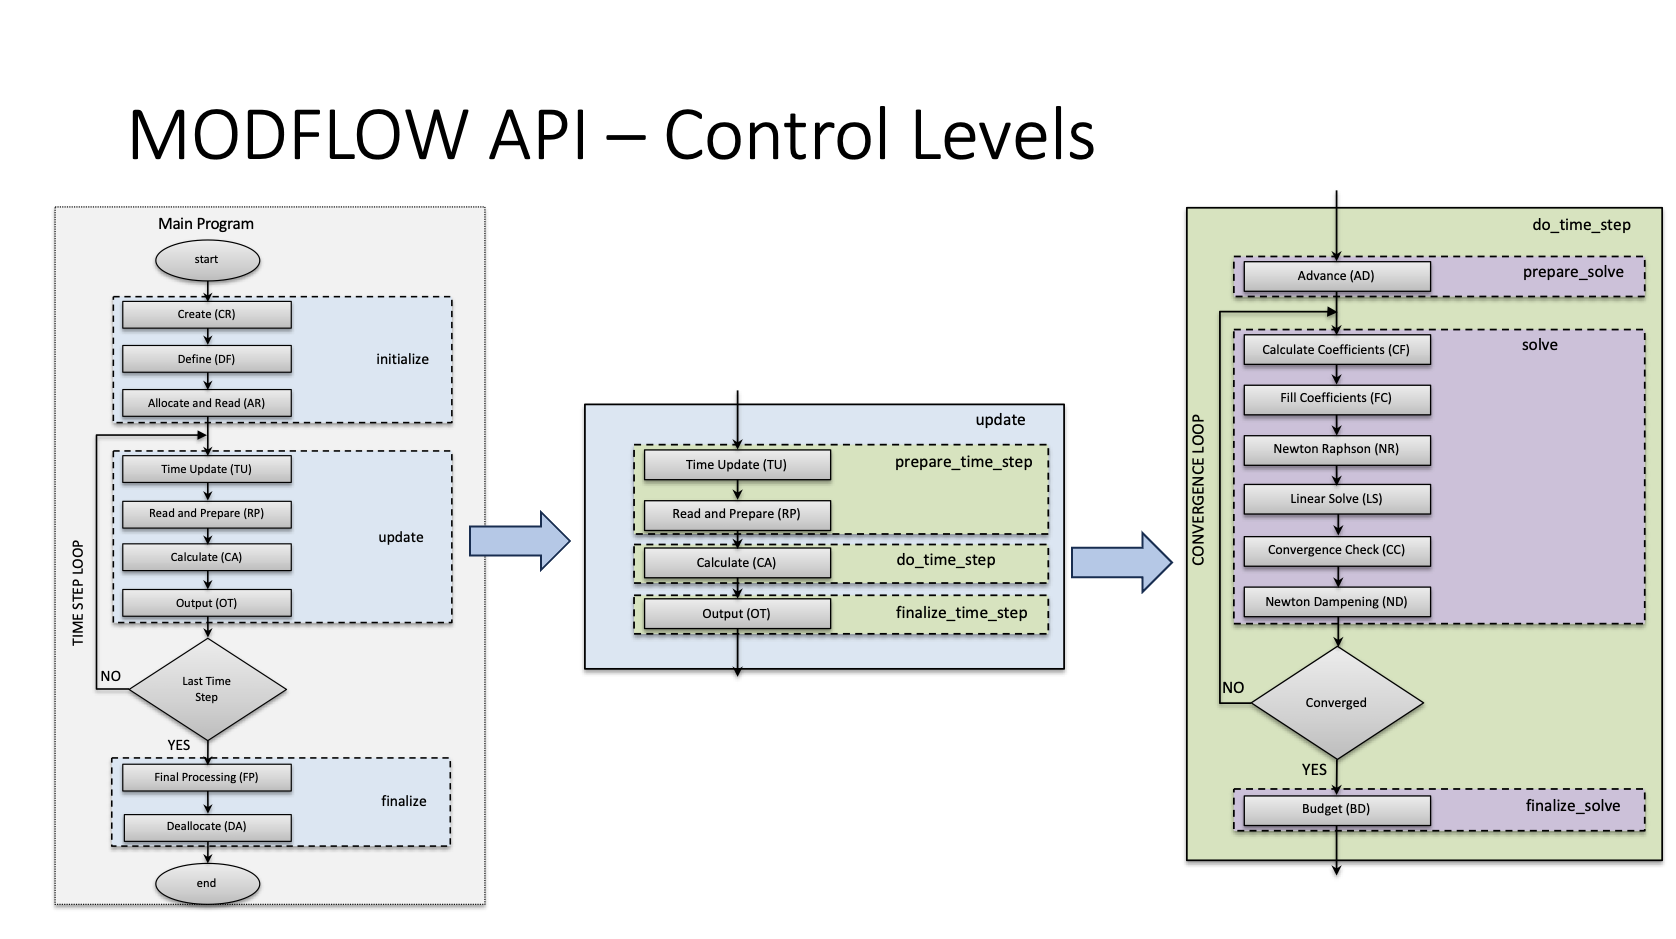 MODFLOW API – Control Levels
Main Program
start
Create (CR)
Define (DF)
initialize
Allocate and Read (AR)
TIME STEP LOOP
Time Update (TU)
Read and Prepare (RP)
update
Calculate (CA)
Output (OT)
Last Time
Step
NO
YES
Final Processing (FP)
finalize
Deallocate (DA)
end
update
Time Update (TU)
prepare_time_step
Read and Prepare (RP)
Calculate (CA)
do_time_step
Output (OT)
finalize_time_step
do_time_step
Advance (AD)
prepare_solve
CONVERGENCE LOOP
Calculate Coefficients (CF)
solve
Fill Coefficients (FC)
Newton Raphson (NR)
Linear Solve (LS)
Convergence Check (CC)
Newton Dampening (ND)
NO
Converged
YES
Budget (BD)
finalize_solve